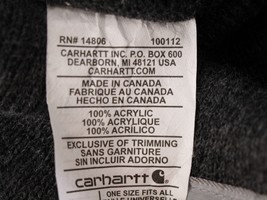 RN# 14806 100112
CARHARTT INC. P.O. BOX 600
DEARBORN, MI 48121 USA
CARHARTT.COM
MADE IN CANADA
FABRIQUE AU CANADA
HECHO EN CANADA
100% ACRYLIC
100% ACRYLIQUE
100% ACRÍLICO
EXCLUSIVE OF TRIMMING
SANS GARNITURE
SIN INCLUIR ADORNO
carhartt
ONE SIZE FITS ALL